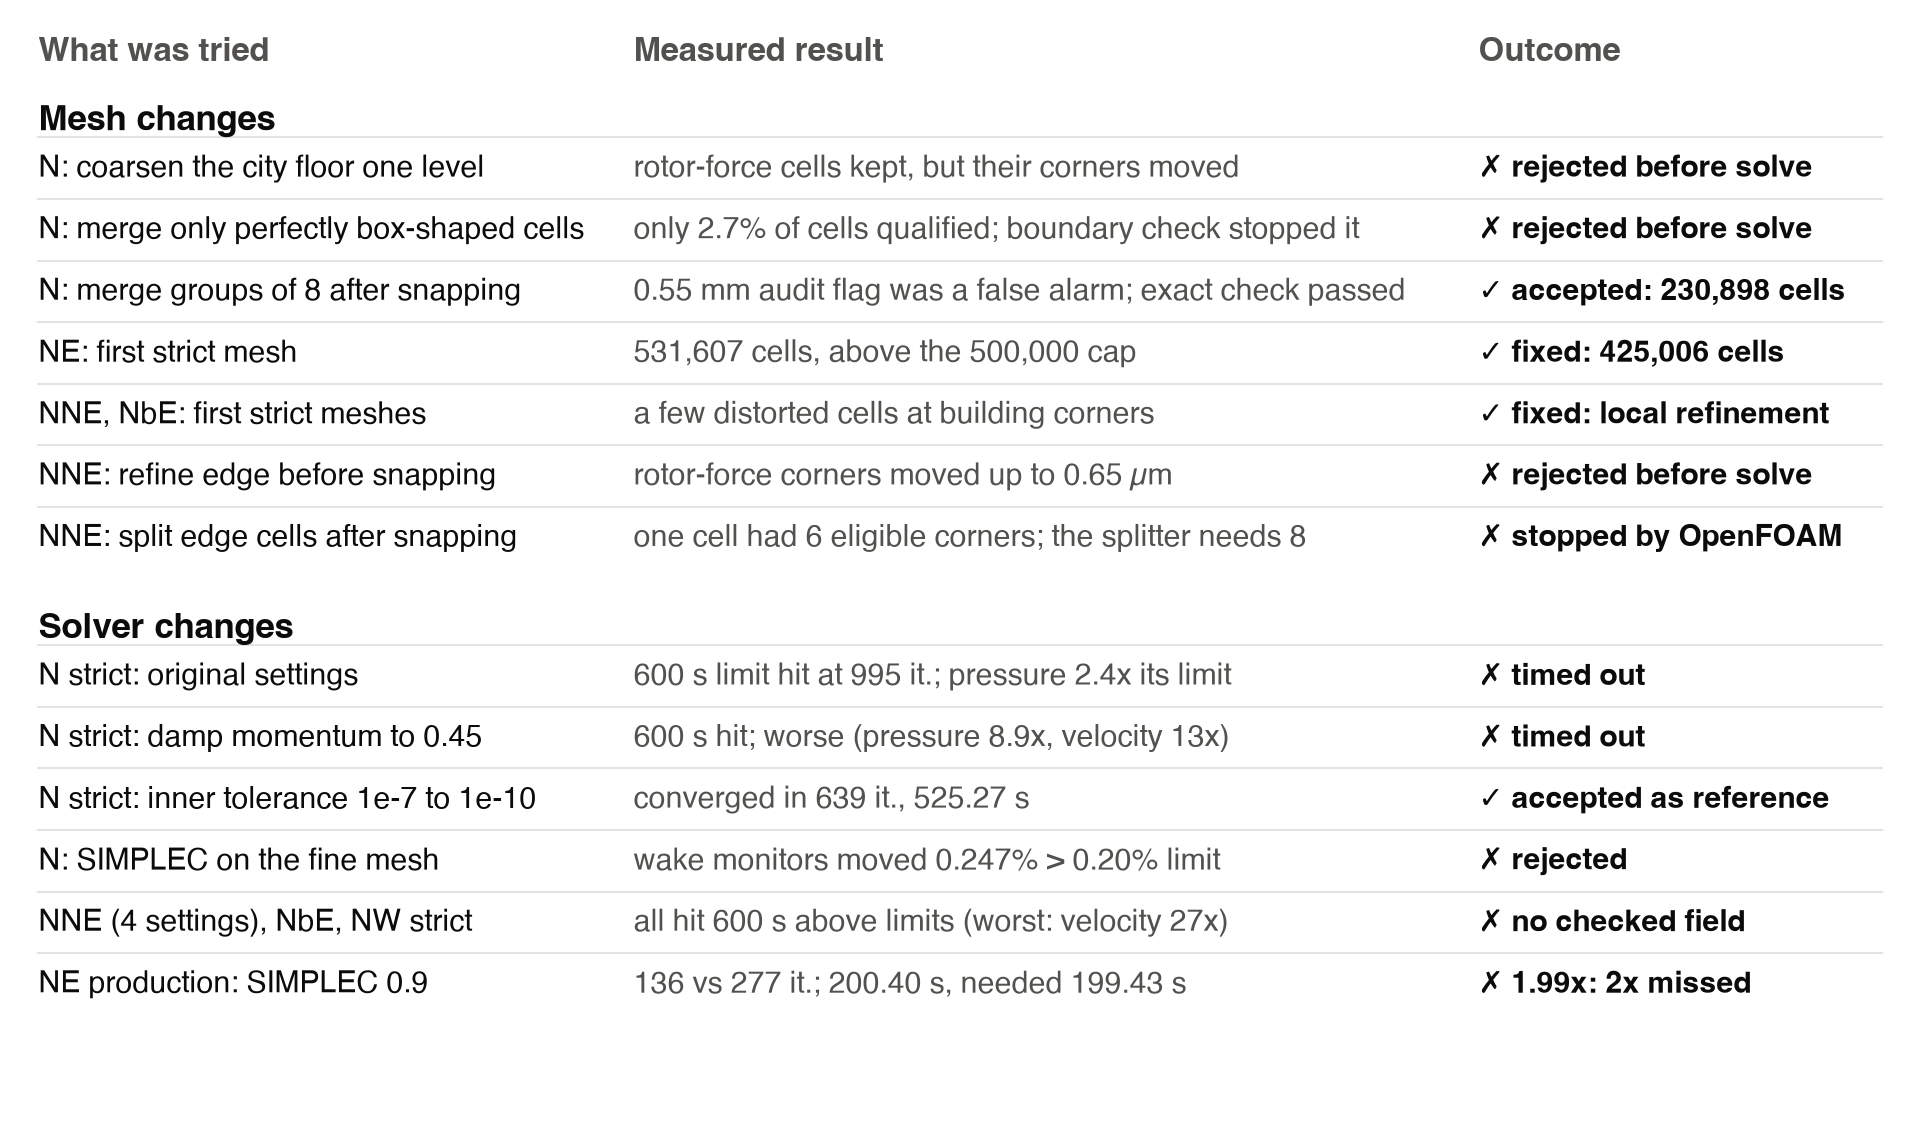 What was tried Measured result Outcome
Mesh changes
N: coarsen the city floor one level rotor-force cells kept, but their corners moved ✗ rejected before solve
N: merge only perfectly box-shaped cells only 2.7% of cells qualified; boundary check stopped it ✗ rejected before solve
N: merge groups of 8 after snapping 0.55 mm audit flag was a false alarm; exact check passed ✓ accepted: 230,898 cells
NE: first strict mesh 531,607 cells, above the 500,000 cap ✓ fixed: 425,006 cells
NNE, NbE: first strict meshes a few distorted cells at building corners ✓ fixed: local refinement
NNE: refine edge before snapping rotor-force corners moved up to 0.65 μm ✗ rejected before solve
NNE: split edge cells after snapping one cell had 6 eligible corners; the splitter needs 8 ✗ stopped by OpenFOAM
Solver changes
N strict: original settings 600 s limit hit at 995 it.; pressure 2.4x its limit ✗ timed out
N strict: damp momentum to 0.45 600 s hit; worse (pressure 8.9x, velocity 13x) ✗ timed out
N strict: inner tolerance 1e-7 to 1e-10 converged in 639 it., 525.27 s ✓ accepted as reference
N: SIMPLEC on the fine mesh wake monitors moved 0.247% > 0.20% limit ✗ rejected
NNE (4 settings), NbE, NW strict all hit 600 s above limits (worst: velocity 27x) ✗ no checked field
NE production: SIMPLEC 0.9 136 vs 277 it.; 200.40 s, needed 199.43 s ✗ 1.99x: 2x missed